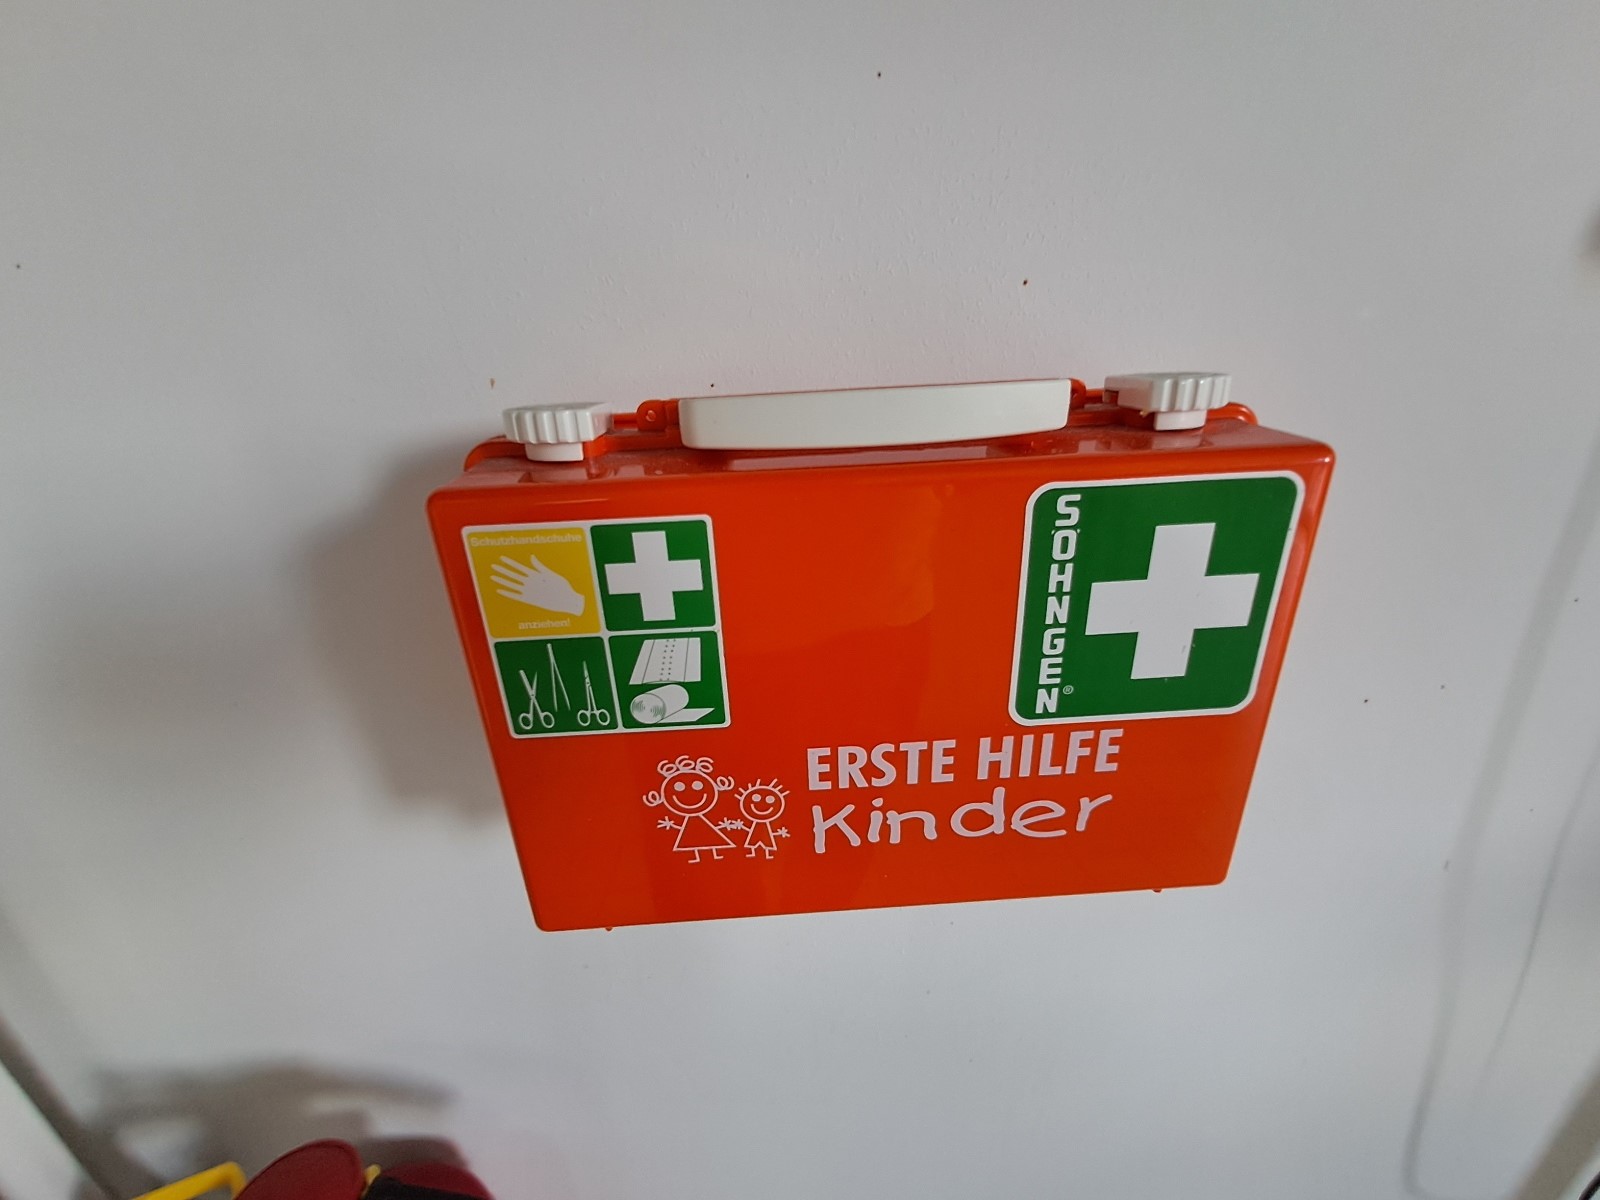 Schutzhandschuhe
anziehen!
SÖHNGEN®
ERSTE HILFE
Kinder